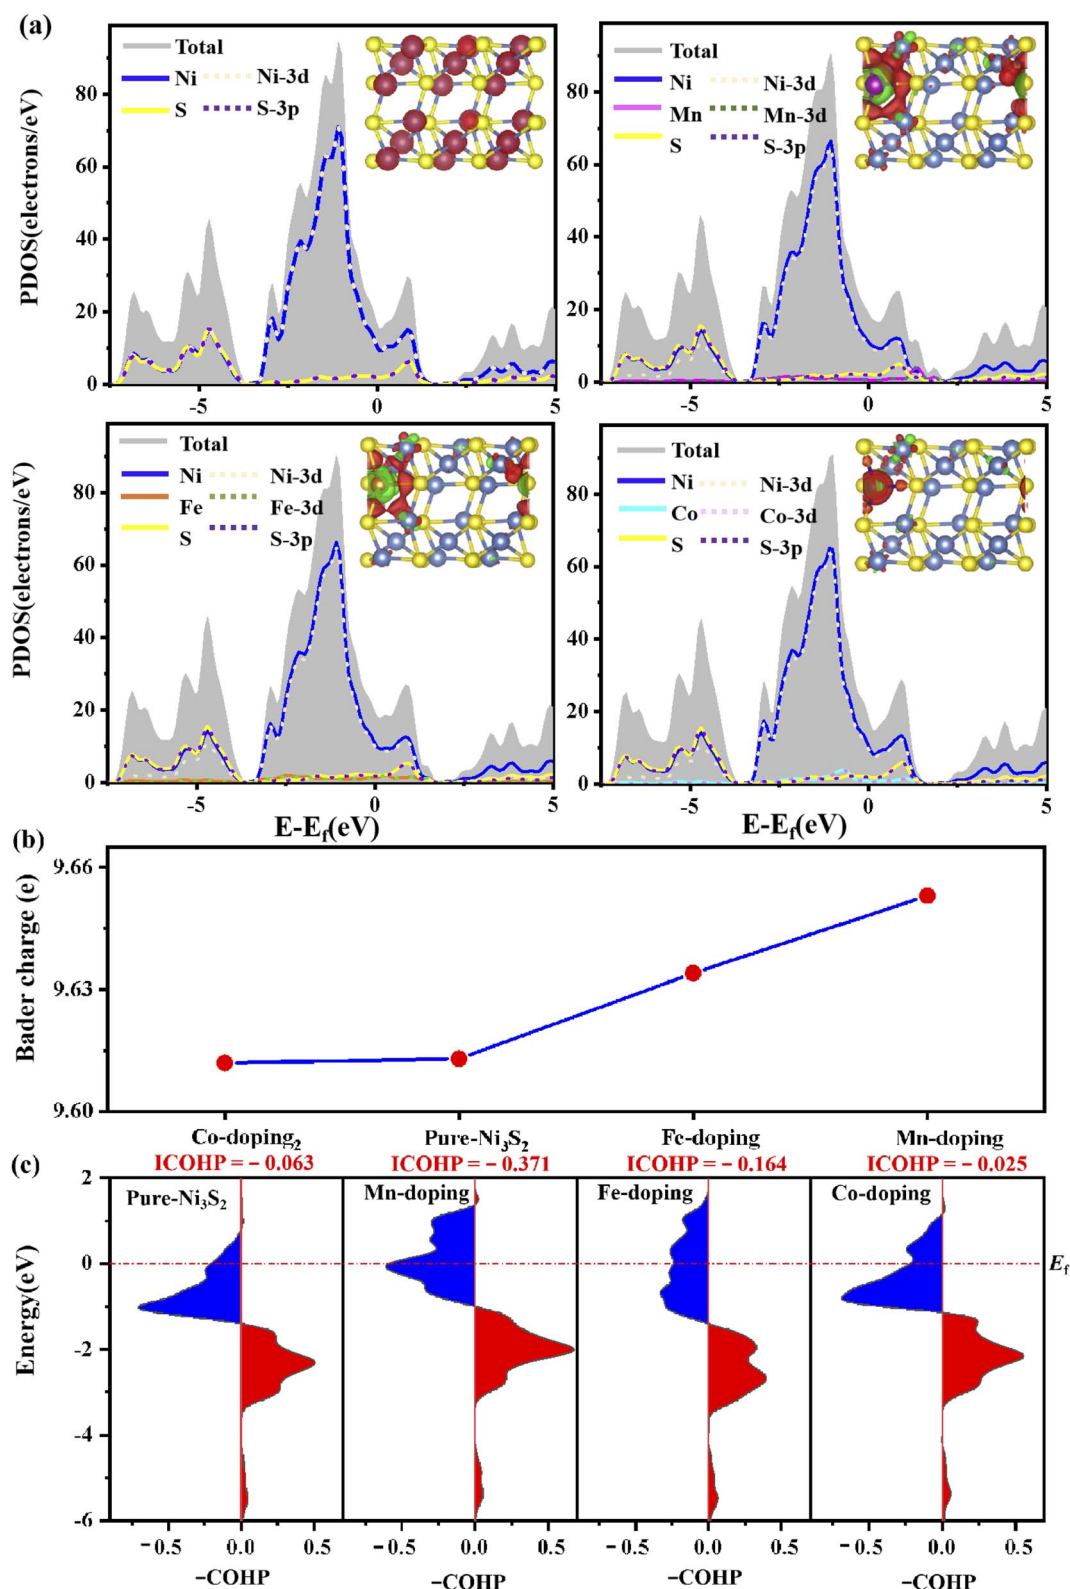 (a)
PDOS(electrons/eV)
80
60
40
20
0
-5
0
5
Total
Ni
Ni-3d
S
S-3p
80
60
40
20
0
-5
0
5
Total
Ni
Ni-3d
Mn
Mn-3d
S
S-3p
PDOS(electrons/eV)
80
60
40
20
0
-5
0
5
E-Ef(eV)
Total
Ni
Ni-3d
Fe
Fe-3d
S
S-3p
80
60
40
20
0
-5
0
5
E-Ef(eV)
Total
Ni
Ni-3d
Co
Co-3d
S
S-3p
(b)
Bader charge (e)
9.66
9.63
9.60
Co-doping2
Pure-Ni3S2
Fe-doping
Mn-doping
(c)
ICOHP = − 0.063
ICOHP = − 0.371
ICOHP = − 0.164
ICOHP = − 0.025
Energy(eV)
2
0
-2
-4
-6
Pure-Ni3S2
Mn-doping
Fe-doping
Co-doping
Ef
−0.5 0.0 0.5
−0.5 0.0 0.5
−0.5 0.0 0.5
−0.5 0.0 0.5
−COHP
−COHP
−COHP
−COHP